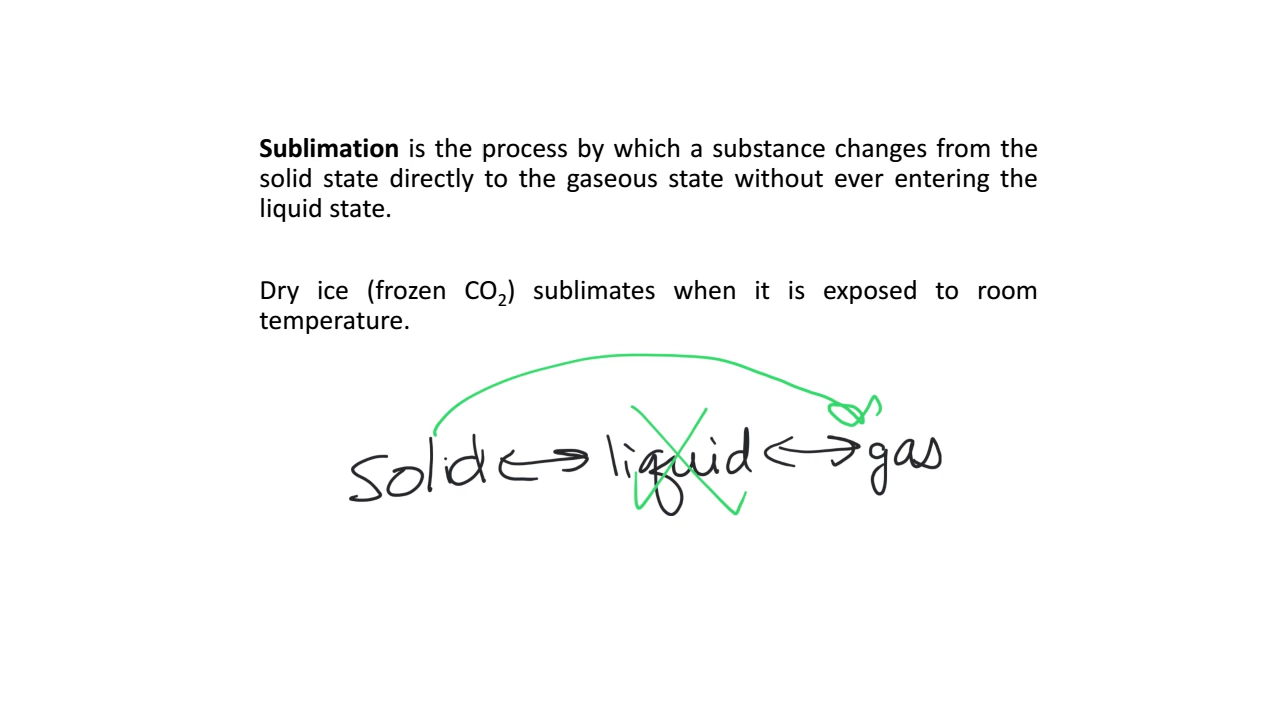 Sublimation is the process by which a substance changes from the
solid state directly to the gaseous state without ever entering the
liquid state.
Dry ice (frozen CO₂) sublimates when it is exposed to room
temperature.
solid ↔ liquid ↔ gas